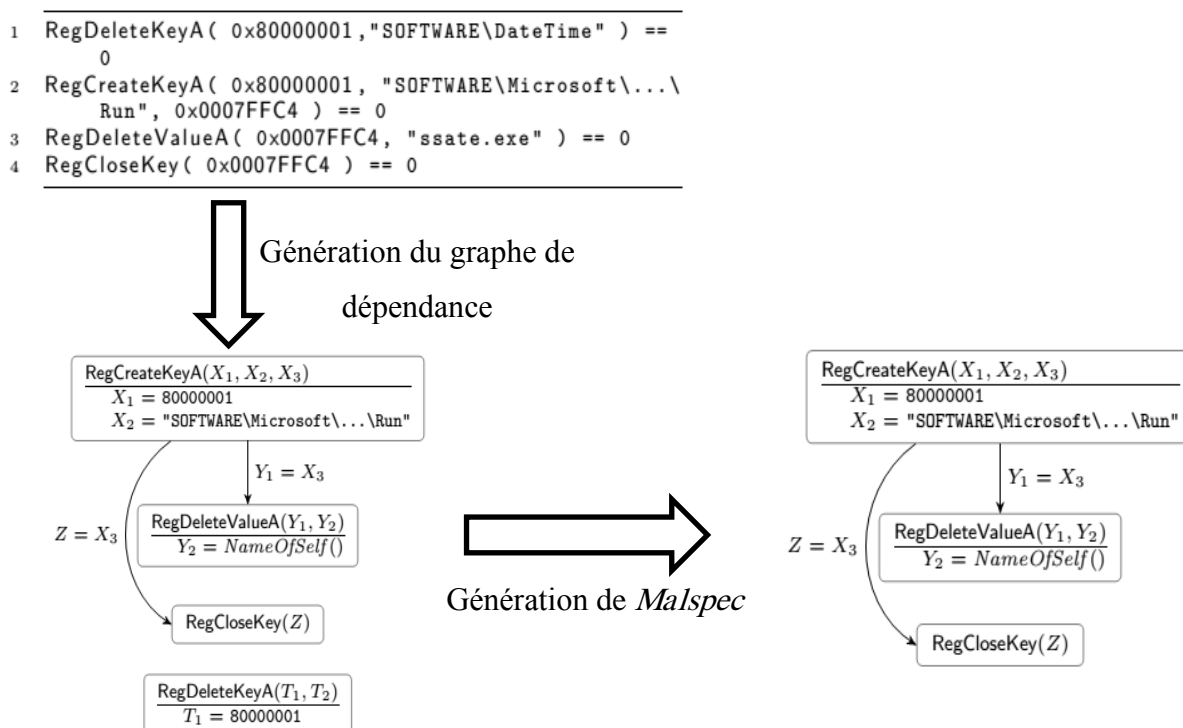 1 RegDeleteKeyA( 0x80000001,"SOFTWARE\DateTime" ) ==
0
2 RegCreateKeyA( 0x80000001, "SOFTWARE\Microsoft\...\
Run", 0x0007FFC4 ) == 0
3 RegDeleteValueA( 0x0007FFC4, "ssate.exe" ) == 0
4 RegCloseKey( 0x0007FFC4 ) == 0
Génération du graphe de
dépendance
RegCreateKeyA(X₁, X₂, X₃)
X₁ = 80000001
X₂ = "SOFTWARE\Microsoft\...\Run"
Y₁ = X₃
Z = X₃
RegDeleteValueA(Y₁, Y₂)
Y₂ = NameOfSelf()
RegCloseKey(Z)
RegDeleteKeyA(T₁, T₂)
T₁ = 80000001
Génération de Malspec
RegCreateKeyA(X₁, X₂, X₃)
X₁ = 80000001
X₂ = "SOFTWARE\Microsoft\...\Run"
Y₁ = X₃
Z = X₃
RegDeleteValueA(Y₁, Y₂)
Y₂ = NameOfSelf()
RegCloseKey(Z)